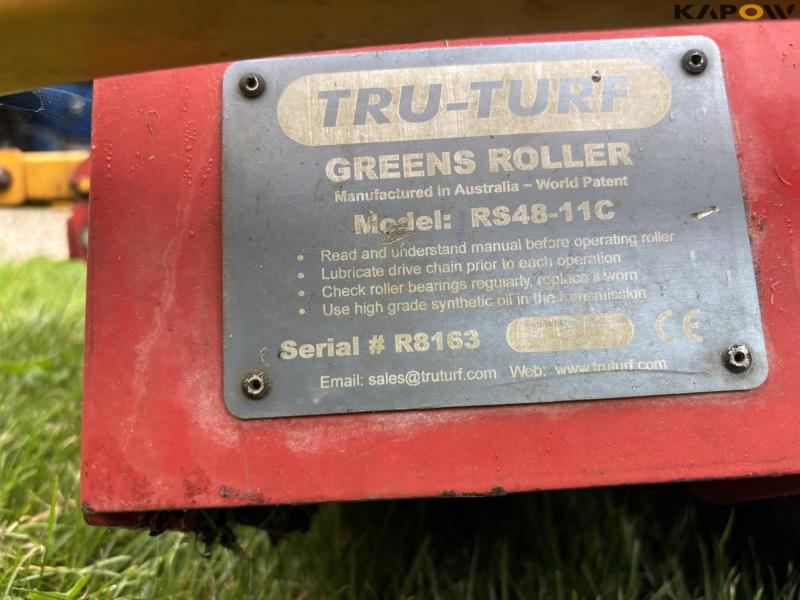 KAPOW
TRU-TURF
GREENS ROLLER
Manufactured in Australia ~ World Patent
Model: RS48-11C
• Read and understand manual before operating roller
• Lubricate drive chain prior to each operation
• Check roller bearings regularly, replace if worn
• Use high grade synthetic oil in the transmission
Serial # R8163 CE
Email: sales@truturf.com Web: www.truturf.com